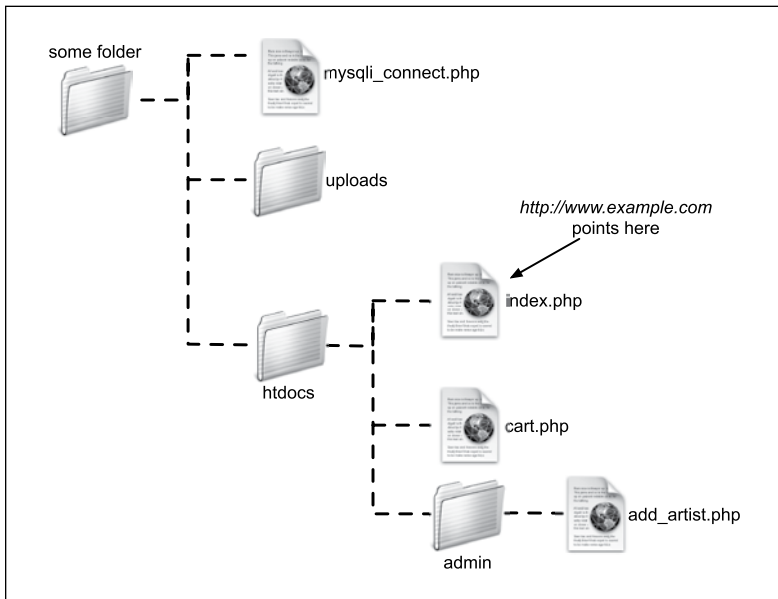 some folder
mysqli_connect.php
uploads
http://www.example.com
points here
index.php
htdocs
cart.php
add_artist.php
admin